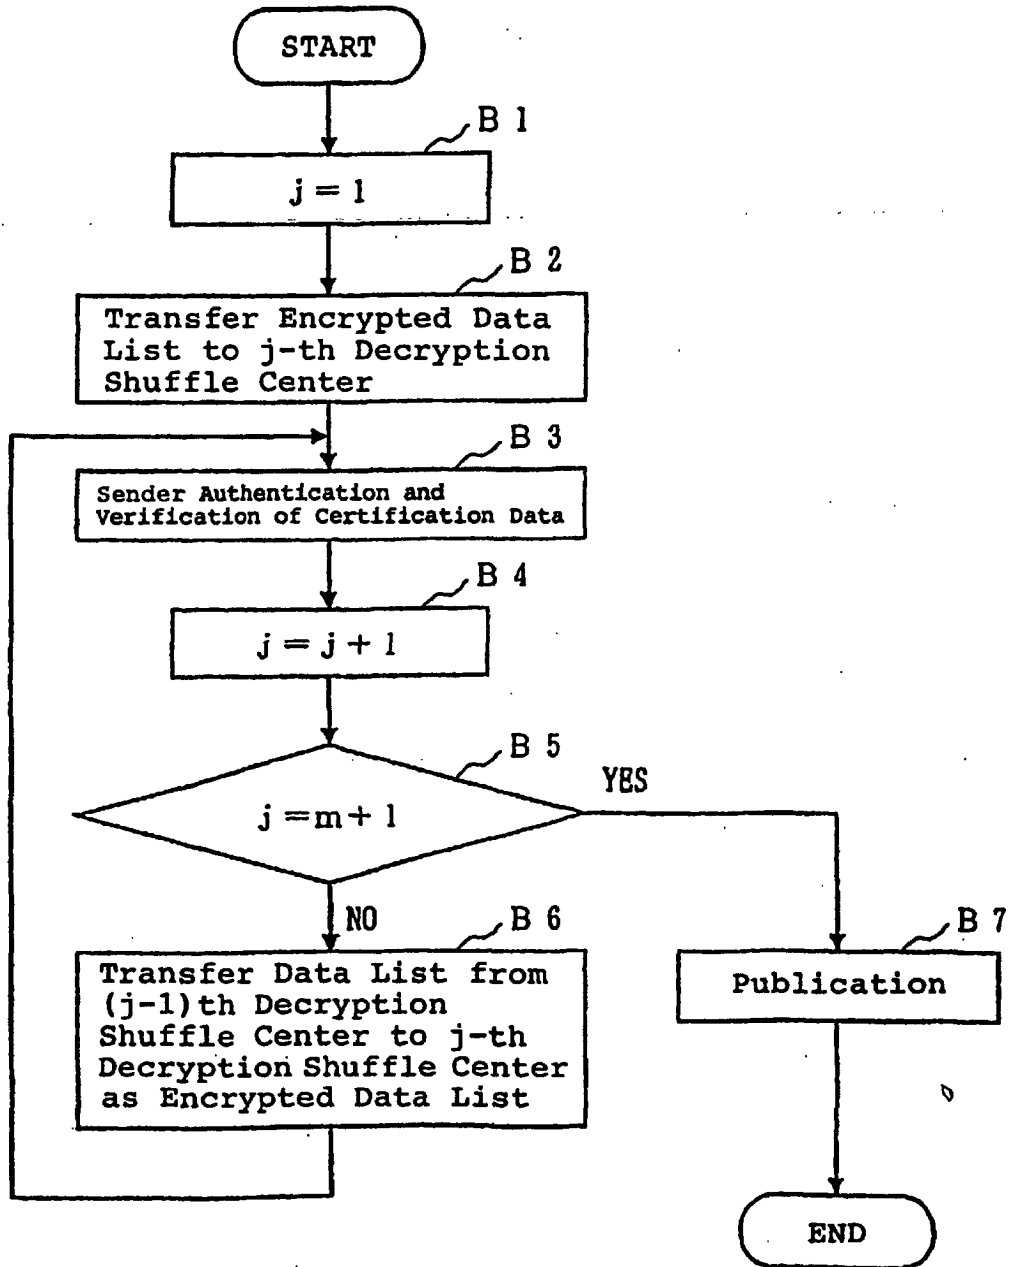 START
B 1
j = 1
B 2
Transfer Encrypted Data
List to j-th Decryption
Shuffle Center
B 3
Sender Authentication and
Verification of Certification Data
B 4
j = j + 1
B 5
j = m + 1
YES
NO
B 6
Transfer Data List from
(j-1)th Decryption
Shuffle Center to j-th
Decryption Shuffle Center
as Encrypted Data List
B 7
Publication
END